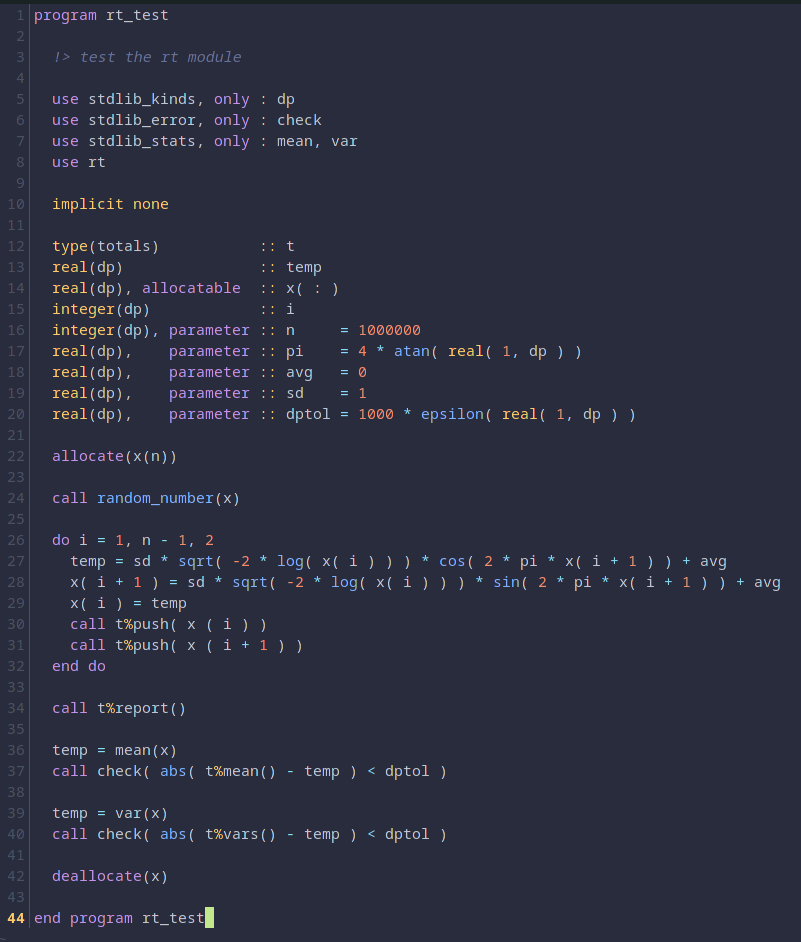 1 program rt_test
2
3   !> test the rt module
4
5   use stdlib_kinds, only : dp
6   use stdlib_error, only : check
7   use stdlib_stats, only : mean, var
8   use rt
9
10   implicit none
11
12   type(totals)           :: t
13   real(dp)               :: temp
14   real(dp), allocatable  :: x( : )
15   integer(dp)            :: i
16   integer(dp), parameter :: n     = 1000000
17   real(dp),    parameter :: pi    = 4 * atan( real( 1, dp ) )
18   real(dp),    parameter :: avg   = 0
19   real(dp),    parameter :: sd    = 1
20   real(dp),    parameter :: dptol = 1000 * epsilon( real( 1, dp ) )
21
22   allocate(x(n))
23
24   call random_number(x)
25
26   do i = 1, n - 1, 2
27     temp = sd * sqrt( -2 * log( x( i ) ) ) * cos( 2 * pi * x( i + 1 ) ) + avg
28     x( i + 1 ) = sd * sqrt( -2 * log( x( i ) ) ) * sin( 2 * pi * x( i + 1 ) ) + avg
29     x( i ) = temp
30     call t%push( x ( i ) )
31     call t%push( x ( i + 1 ) )
32   end do
33
34   call t%report()
35
36   temp = mean(x)
37   call check( abs( t%mean() - temp ) < dptol )
38
39   temp = var(x)
40   call check( abs( t%vars() - temp ) < dptol )
41
42   deallocate(x)
43
44 end program rt_test